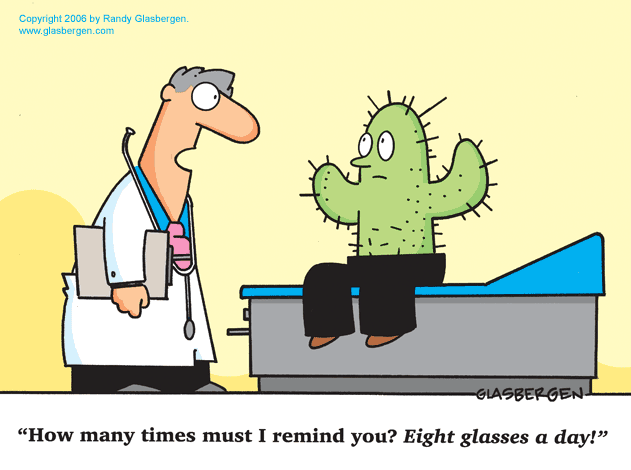 Copyright 2006 by Randy Glasbergen.
www.glasbergen.com
GLASBERGEN
“How many times must I remind you? Eight glasses a day!”